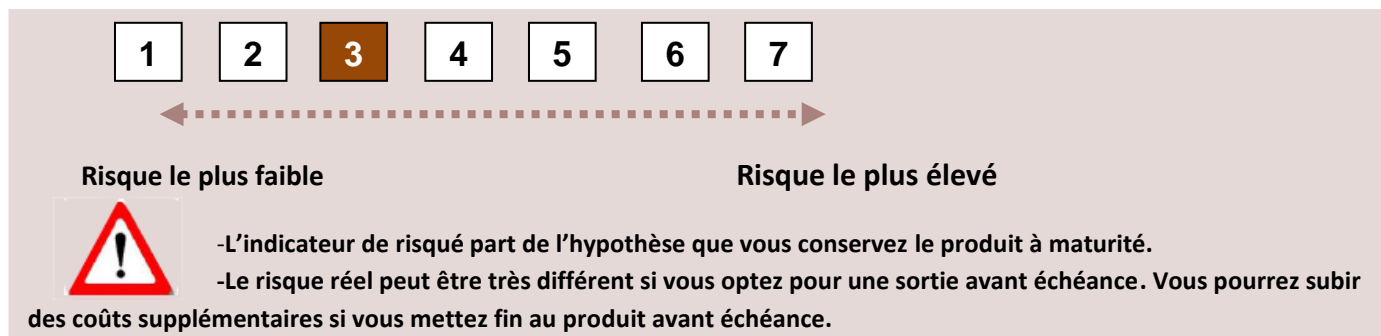 1 2 3 4 5 6 7
Risque le plus faible Risque le plus élevé
-L’indicateur de risqué part de l’hypothèse que vous conservez le produit à maturité.
-Le risque réel peut être très différent si vous optez pour une sortie avant échéance. Vous pourrez subir
des coûts supplémentaires si vous mettez fin au produit avant échéance.